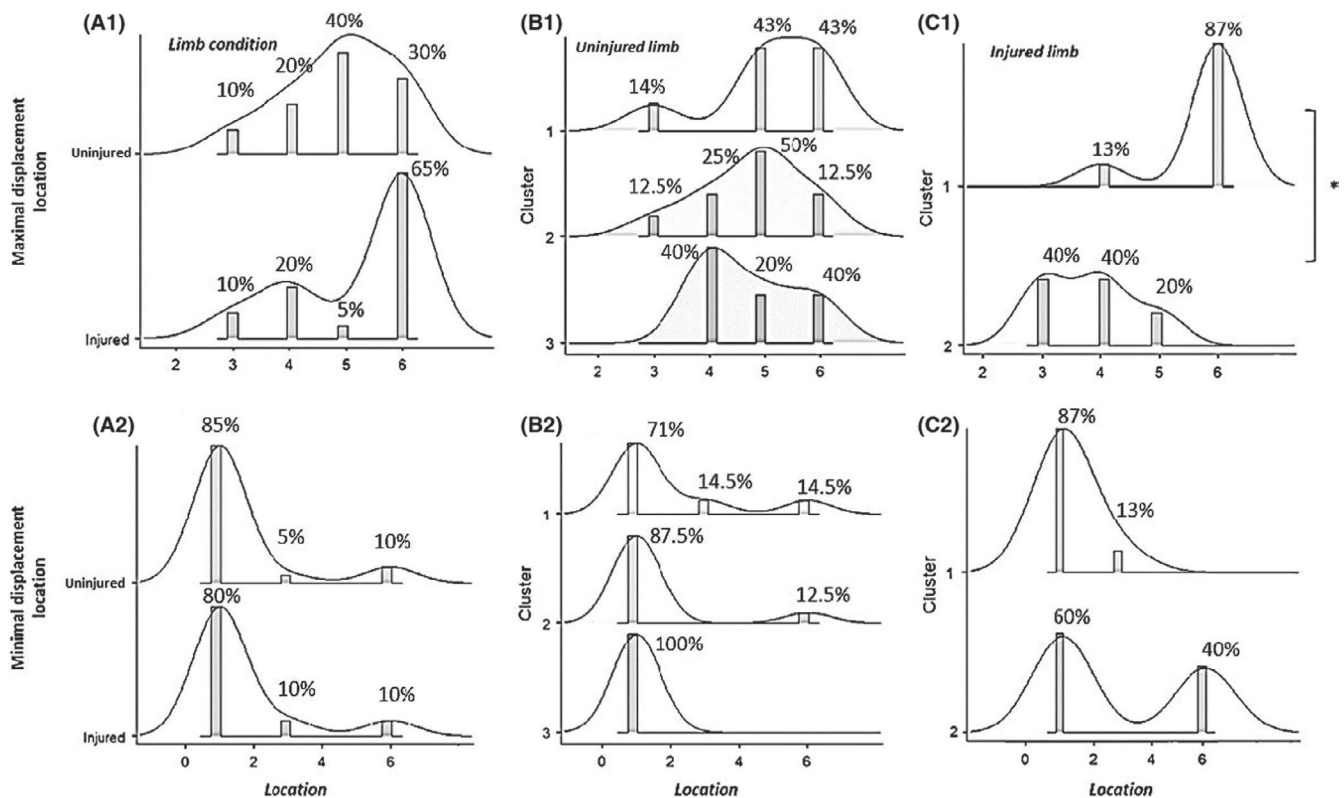 (A1)
Limb condition
Maximal displacement
location
10%
20%
40%
30%
Uninjured
10%
20%
5%
65%
Injured
2 3 4 5 6
(B1)
Uninjured limb
Cluster
14%
43%
43%
1
12.5%
25%
50%
12.5%
2
40%
20%
40%
3
2 3 4 5 6
(C1)
Injured limb
Cluster
13%
87%
1
*
40%
40%
20%
2
2 3 4 5 6
(A2)
Minimal displacement
location
85%
5%
10%
Uninjured
80%
10%
10%
Injured
0 2 4 6
Location
(B2)
Cluster
71%
14.5%
14.5%
1
87.5%
12.5%
2
100%
3
0 2 4 6
Location
(C2)
Cluster
87%
13%
1
60%
40%
2
0 2 4 6
Location